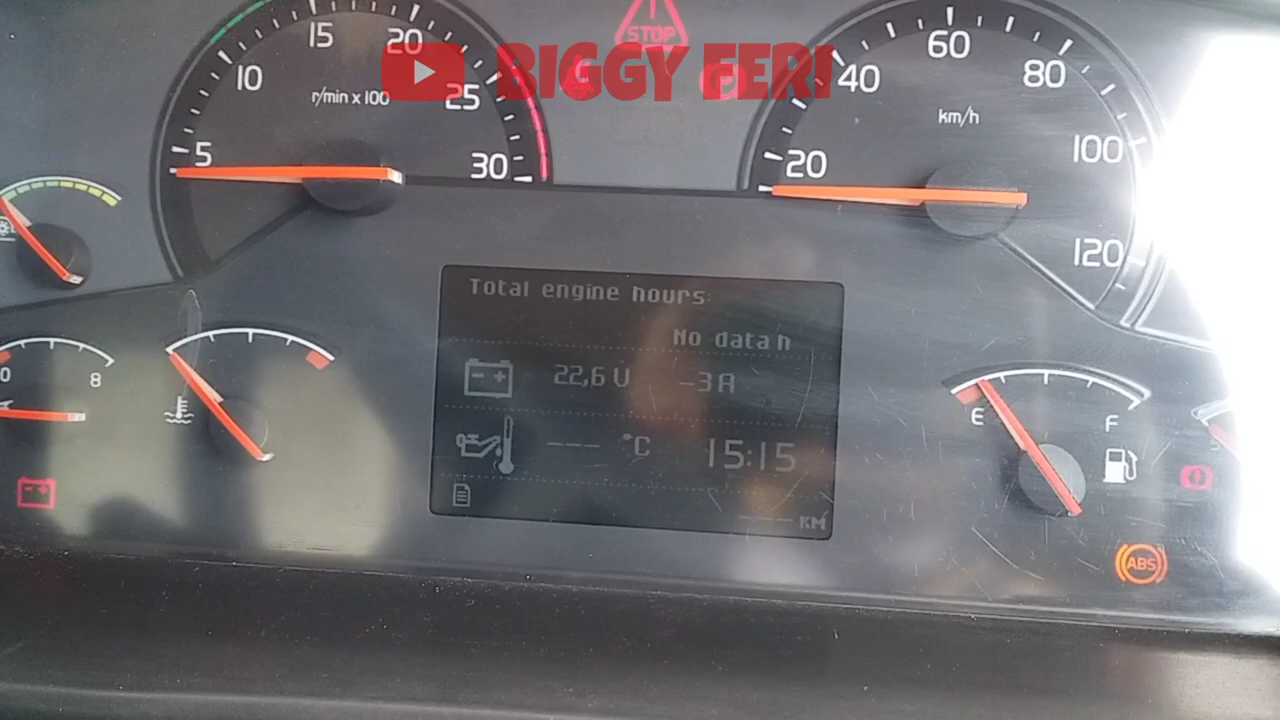 STOP
BIGGY FERI
5
10
15
20
25
30
r/min x 100
20
40
60
80
100
120
km/h
Total engine hours:
No data h
22,6 V
-3A
--- °C
15:15
---- KM
0
8
E
F
ABS